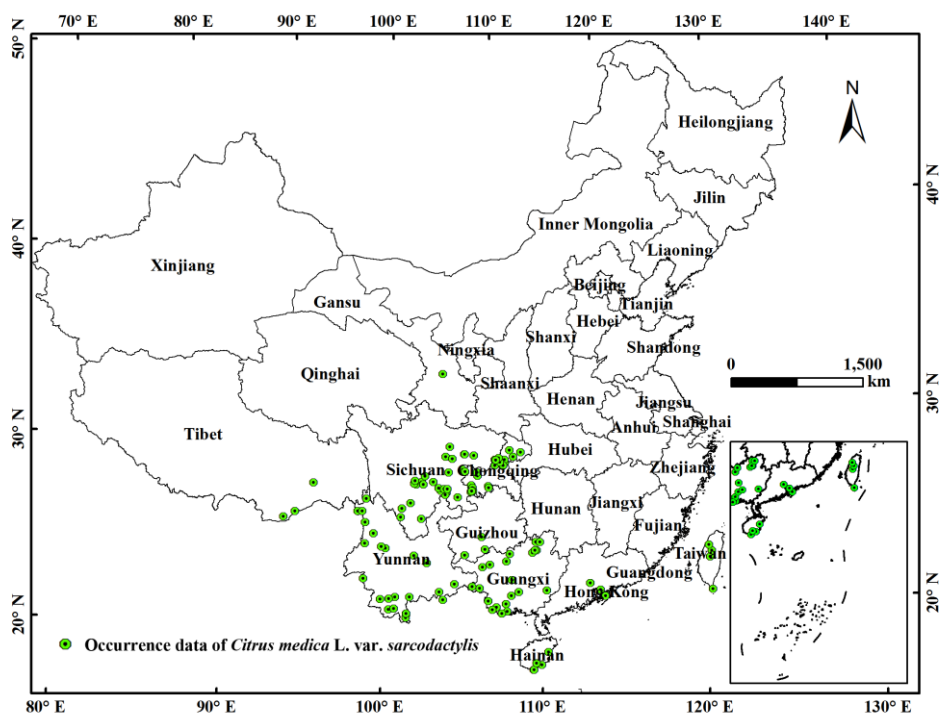 70° E 80° E 90° E 100° E 110° E 120° E 130° E 140° E
50° N
N
Heilongjiang
40° N
Jilin
Inner Mongolia
Liaoning
40° N
Xinjiang
Beijing
Gansu
Tianjin
Hebei
Ningxia
Shanxi
Shandong
0 1,500
km
Qinghai
Shaanxi
Henan
Jiangsu
30° N
Anhui
Shanghai
30° N
Tibet
Hubei
Sichuan
Chongqing
Zhejiang
Hunan
Jiangxi
Guizhou
Fujian
Yunnan
Taiwan
Guangxi
Guangdong
Hong Kong
20° N
20° N
Occurrence data of Citrus medica L. var. sarcodactylis
Hainan
80° E 90° E 100° E 110° E 120° E 130° E